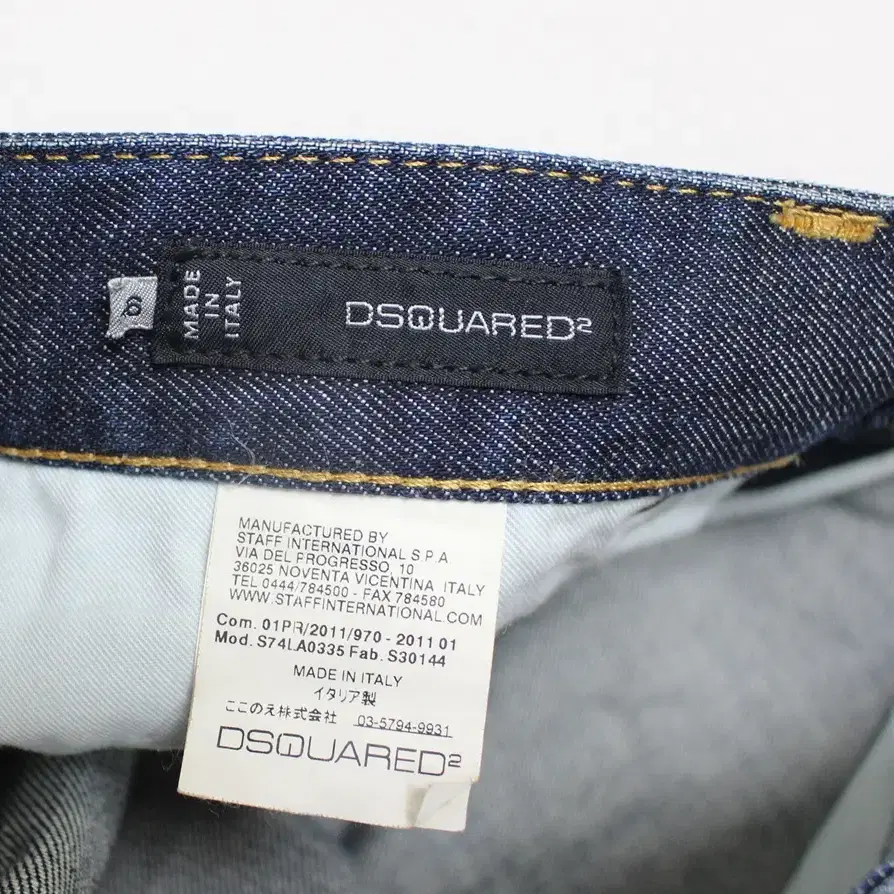 MADE
IN
ITALY
DSQUARED²
MANUFACTURED BY
STAFF INTERNATIONAL S.P.A
VIA DEL PROGRESSO, 10
36025 NOVENTA VICENTINA ITALY
TEL 0444/784500 - FAX 784580
WWW.STAFFINTERNATIONAL.COM
Com. 01PR/2011/970 - 2011 01
Mod. S74LA0335 Fab. S30144
MADE IN ITALY
イタリア製
ここのえ株式会社 03-5794-9931
DSQUARED²